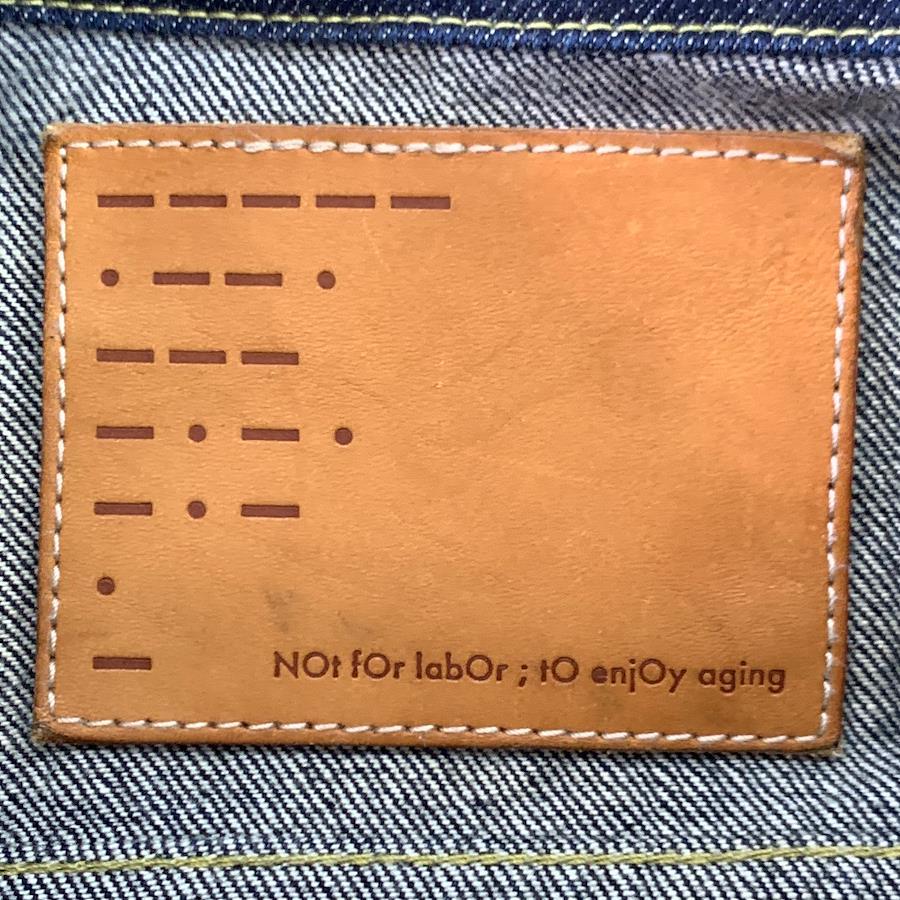 — — — — —
• — — •
— — —
— • — •
— • —
•
—
NOt fOr labOr ; tO enjOy aging